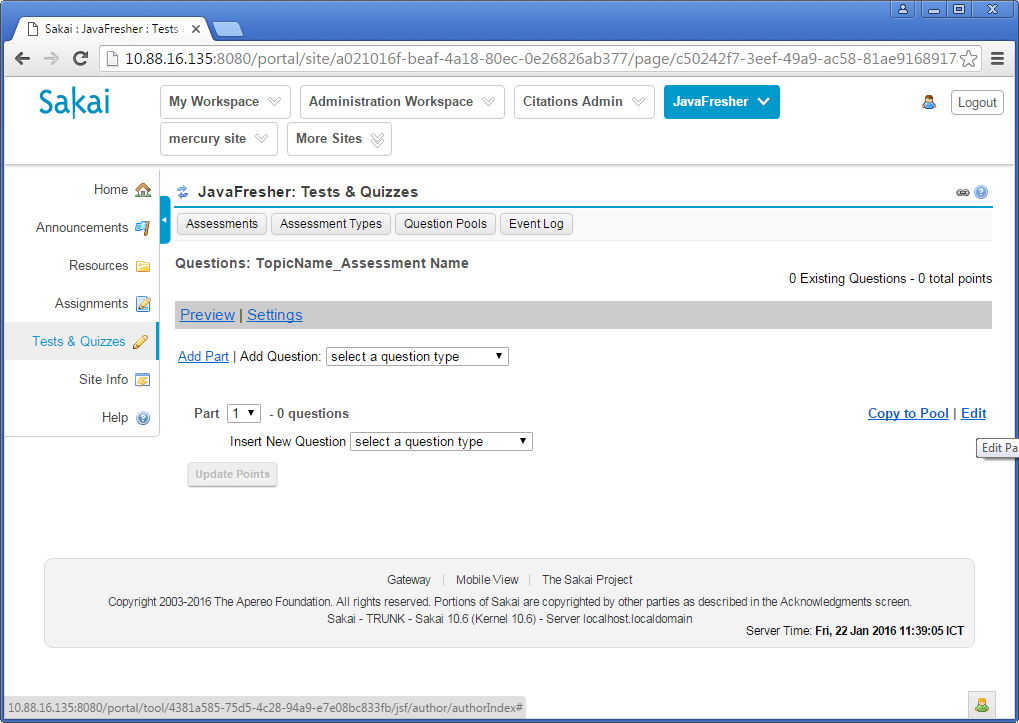 Sakai : JavaFresher : Tests
10.88.16.135:8080/portal/site/a021016f-beaf-4a18-80ec-0e26826ab377/page/c50242f7-3eef-49a9-ac58-81ae9168917
Sakai
My Workspace
Administration Workspace
Citations Admin
JavaFresher
Logout
mercury site
More Sites
Home
Announcements
Resources
Assignments
Tests & Quizzes
Site Info
Help
JavaFresher: Tests & Quizzes
Assessments
Assessment Types
Question Pools
Event Log
Questions: TopicName_Assessment Name
0 Existing Questions - 0 total points
Preview | Settings
Add Part | Add Question: select a question type
Part 1 - 0 questions
Copy to Pool | Edit
Insert New Question select a question type
Edit Pa
Update Points
Gateway | Mobile View | The Sakai Project
Copyright 2003-2016 The Apereo Foundation. All rights reserved. Portions of Sakai are copyrighted by other parties as described in the Acknowledgments screen.
Sakai - TRUNK - Sakai 10.6 (Kernel 10.6) - Server localhost.localdomain
Server Time: Fri, 22 Jan 2016 11:39:05 ICT
10.88.16.135:8080/portal/tool/4381a585-75d5-4c28-94a9-e7e08bc833fb/jsf/author/authorIndex#